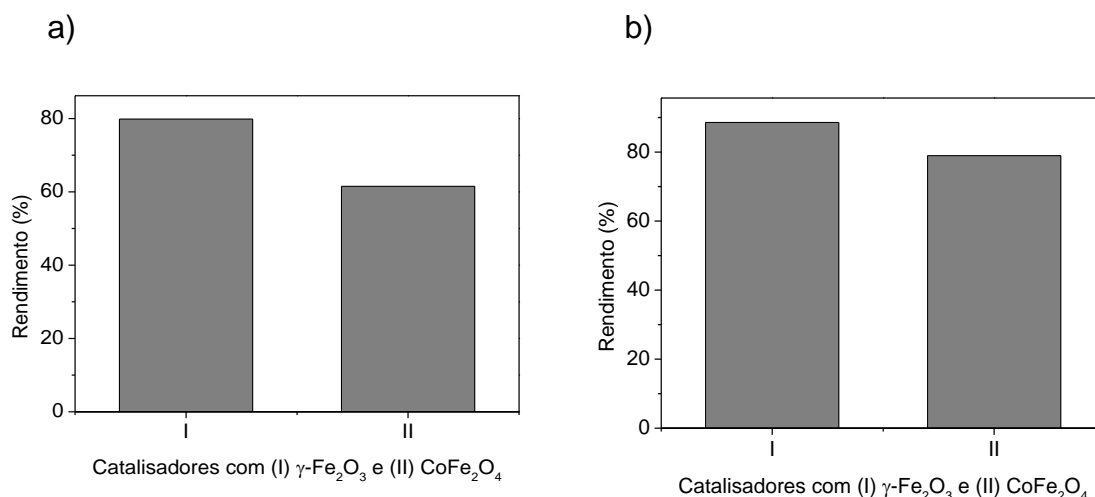 a)
80
60
40
20
0
Rendimento (%)
I II
Catalisadores com (I) γ-Fe₂O₃ e (II) CoFe₂O₄
b)
80
60
40
20
0
Rendimento (%)
I II
Catalisadores com (I) γ-Fe₂O₃ e (II) CoFe₂O₄